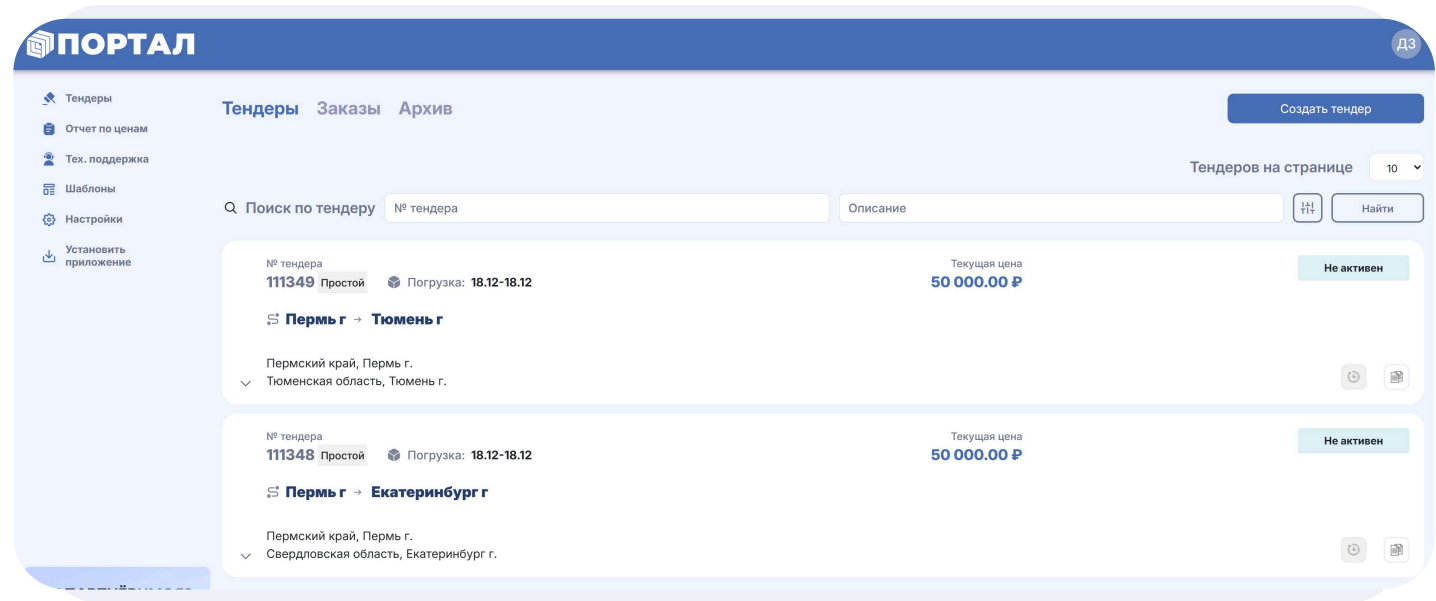 ПОРТАЛ
ДЗ
Тендеры
Отчет по ценам
Тех. поддержка
Шаблоны
Настройки
Установить
приложение
Тендеры Заказы Архив
Создать тендер
Тендеров на странице 10
Поиск по тендеру № тендера Описание Найти
№ тендера Текущая цена
111349 Простой Погрузка: 18.12-18.12 50 000.00 ₽ Не активен
Пермь г → Тюмень г
Пермский край, Пермь г.
Тюменская область, Тюмень г.
№ тендера Текущая цена
111348 Простой Погрузка: 18.12-18.12 50 000.00 ₽ Не активен
Пермь г → Екатеринбург г
Пермский край, Пермь г.
Свердловская область, Екатеринбург г.